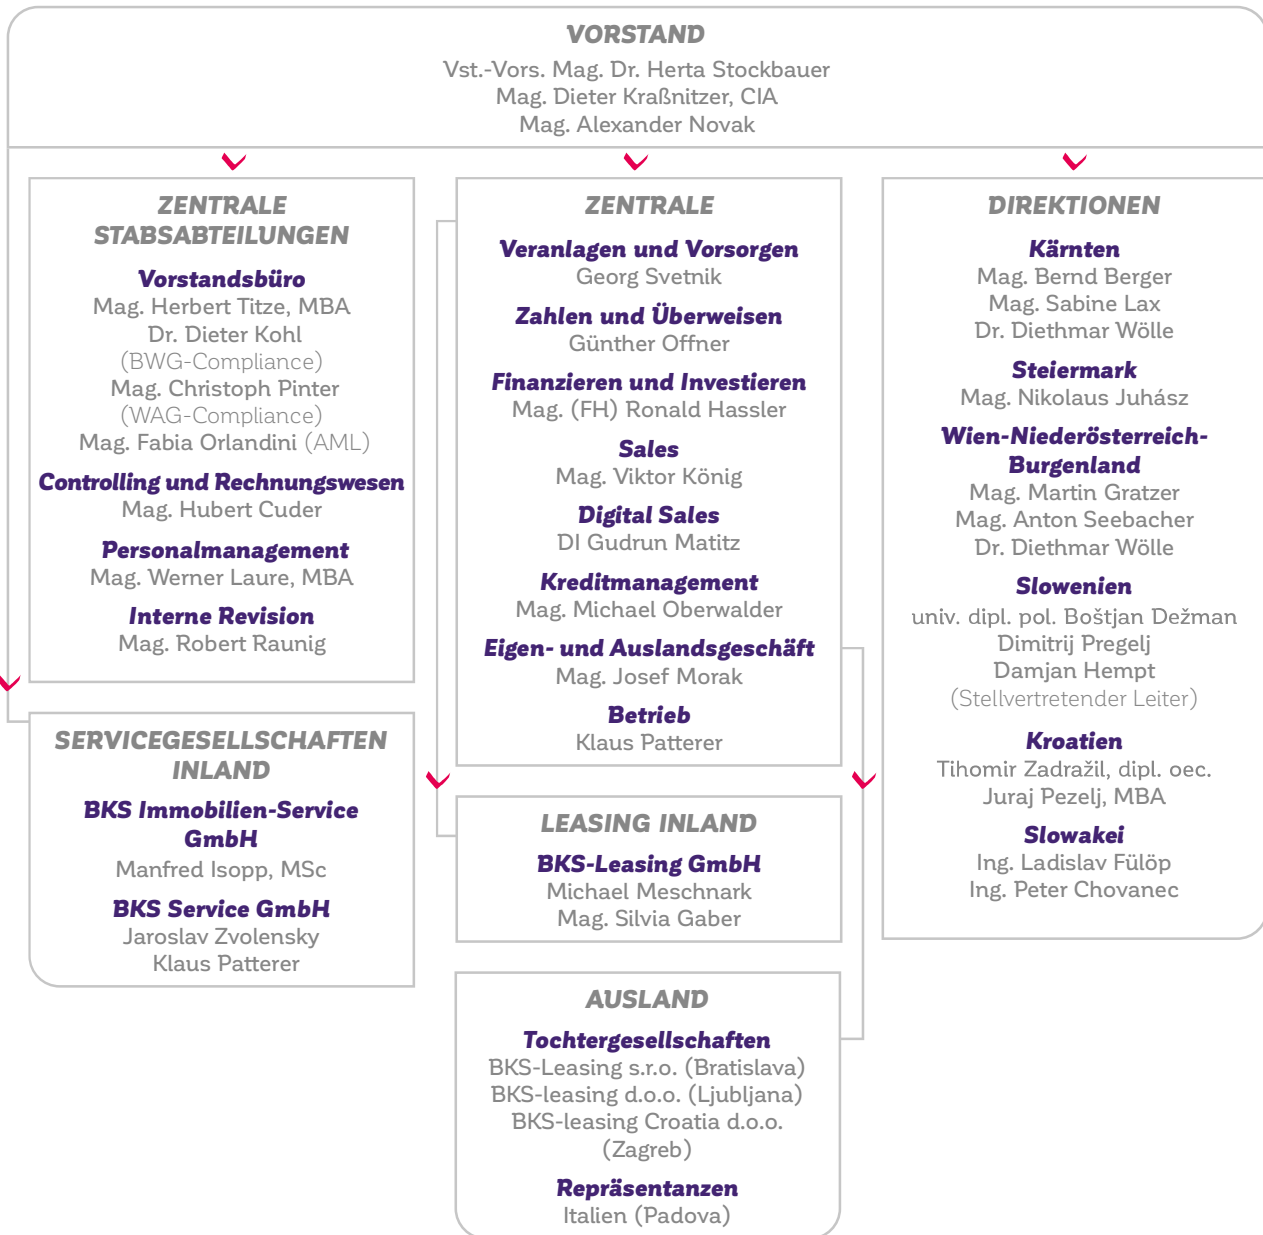 VORSTAND
Vst.-Vors. Mag. Dr. Herta Stockbauer
Mag. Dieter Kraßnitzer, CIA
Mag. Alexander Novak
ZENTRALE
STABSABTEILUNGEN
Vorstandsbüro
Mag. Herbert Titze, MBA
Dr. Dieter Kohl
(BWG-Compliance)
Mag. Christoph Pinter
(WAG-Compliance)
Mag. Fabia Orlandini (AML)
Controlling und Rechnungswesen
Mag. Hubert Cuder
Personalmanagement
Mag. Werner Laure, MBA
Interne Revision
Mag. Robert Raunig
SERVICEGESELLSCHAFTEN
INLAND
BKS Immobilien-Service
GmbH
Manfred Isopp, MSc
BKS Service GmbH
Jaroslav Zvolensky
Klaus Patterer
ZENTRALE
Veranlagen und Vorsorgen
Georg Svetnik
Zahlen und Überweisen
Günther Offner
Finanzieren und Investieren
Mag. (FH) Ronald Hassler
Sales
Mag. Viktor König
Digital Sales
DI Gudrun Matitz
Kreditmanagement
Mag. Michael Oberwalder
Eigen- und Auslandsgeschäft
Mag. Josef Morak
Betrieb
Klaus Patterer
LEASING INLAND
BKS-Leasing GmbH
Michael Meschnark
Mag. Silvia Gaber
AUSLAND
Tochtergesellschaften
BKS-Leasing s.r.o. (Bratislava)
BKS-leasing d.o.o. (Ljubljana)
BKS-leasing Croatia d.o.o.
(Zagreb)
Repräsentanzen
Italien (Padova)
DIREKTIONEN
Kärnten
Mag. Bernd Berger
Mag. Sabine Lax
Dr. Diethmar Wölle
Steiermark
Mag. Nikolaus Juhász
Wien-Niederösterreich-
Burgenland
Mag. Martin Gratzer
Mag. Anton Seebacher
Dr. Diethmar Wölle
Slowenien
univ. dipl. pol. Boštjan Dežman
Dimitrij Pregelj
Damjan Hempt
(Stellvertretender Leiter)
Kroatien
Tihomir Zadražil, dipl. oec.
Juraj Pezelj, MBA
Slowakei
Ing. Ladislav Fülöp
Ing. Peter Chovanec